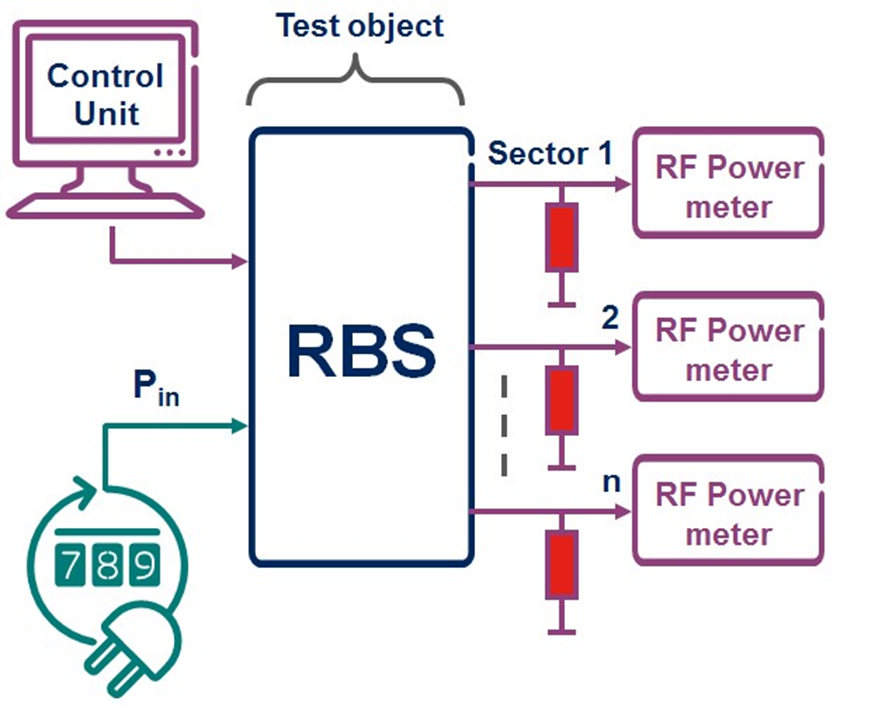 Test object
Control
Unit
Sector 1
RF Power
meter
RBS
2
RF Power
meter
Pin
n
RF Power
meter
789